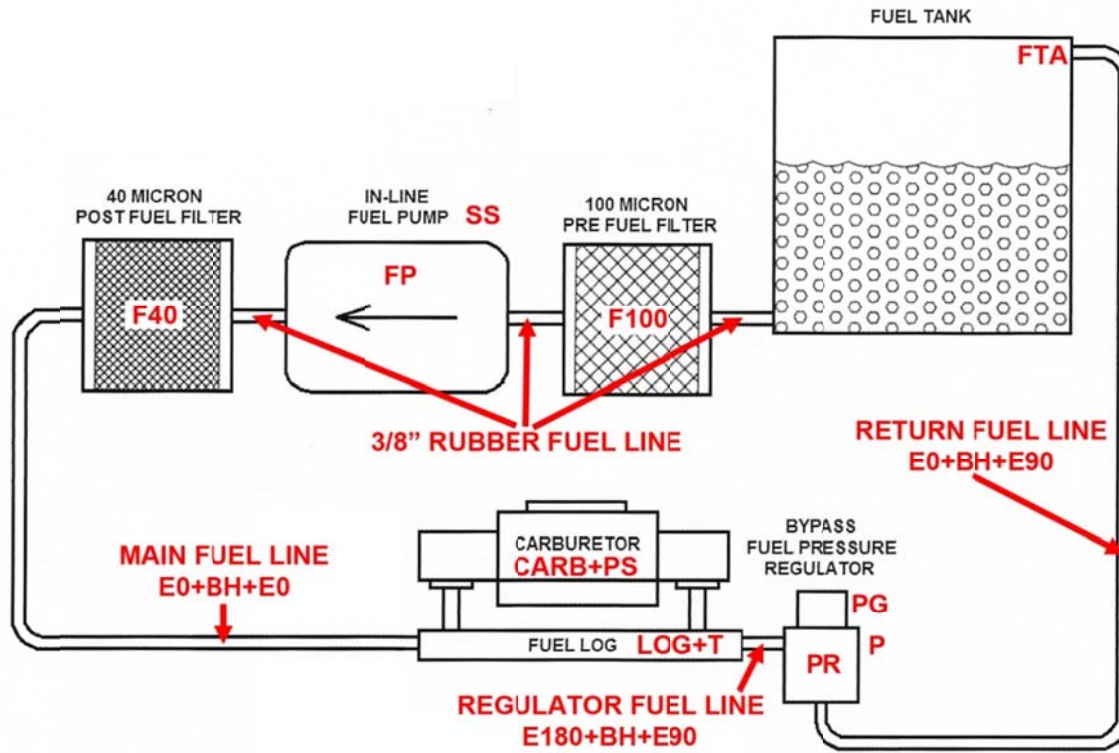 FUEL TANK
FTA
40 MICRON
POST FUEL FILTER
IN-LINE
FUEL PUMP
SS
100 MICRON
PRE FUEL FILTER
F40
FP
F100
3/8” RUBBER FUEL LINE
RETURN FUEL LINE
E0+BH+E90
MAIN FUEL LINE
E0+BH+E0
CARBURETOR
CARB+PS
BYPASS
FUEL PRESSURE
REGULATOR
PG
P
PR
FUEL LOG
LOG+T
REGULATOR FUEL LINE
E180+BH+E90